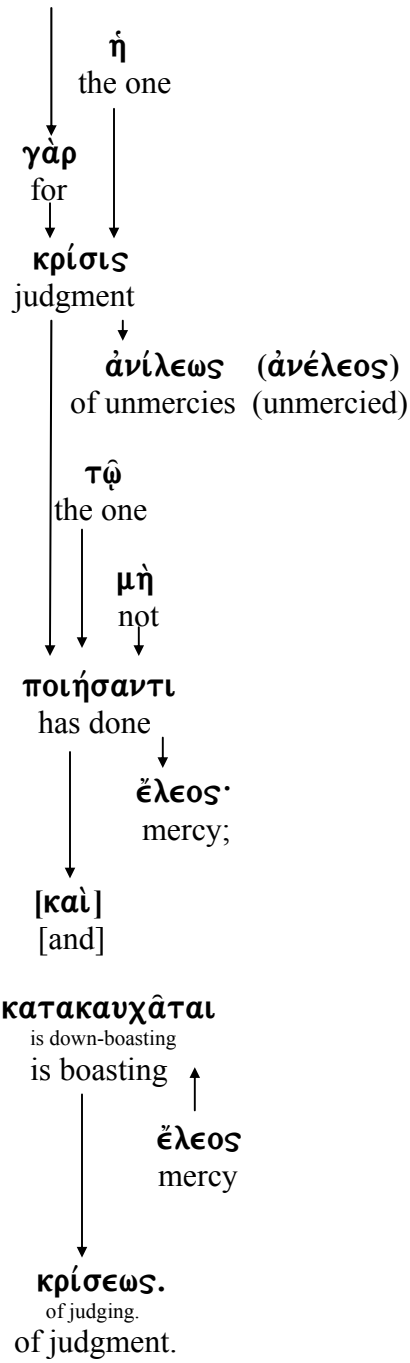 ἡ
the one
γὰρ
for
κρίσις
judgment
ἀνίλεως (ἀνέλεος)
of unmercies (unmercied)
τῷ
the one
μὴ
not
ποιήσαντι
has done
ἔλεος·
mercy;
[καὶ]
[and]
κατακαυχᾶται
is down-boasting
is boasting
ἔλεος
mercy
κρίσεως.
of judging.
of judgment.